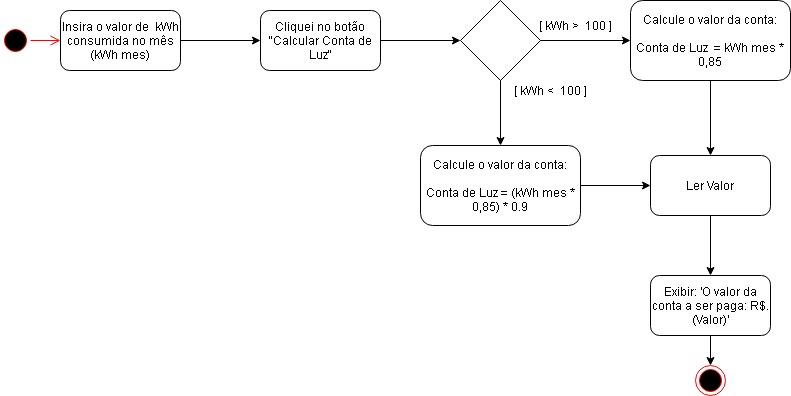 Insira o valor de kWh
consumida no mês
(kWh mes)
Cliquei no botão
"Calcular Conta de
Luz"
[ kWh > 100 ]
Calcule o valor da conta:
Conta de Luz = kWh mes *
0,85
[ kWh < 100 ]
Calcule o valor da conta:
Conta de Luz = (kWh mes *
0,85) * 0.9
Ler Valor
Exibir: 'O valor da
conta a ser paga: R$.
(Valor)'